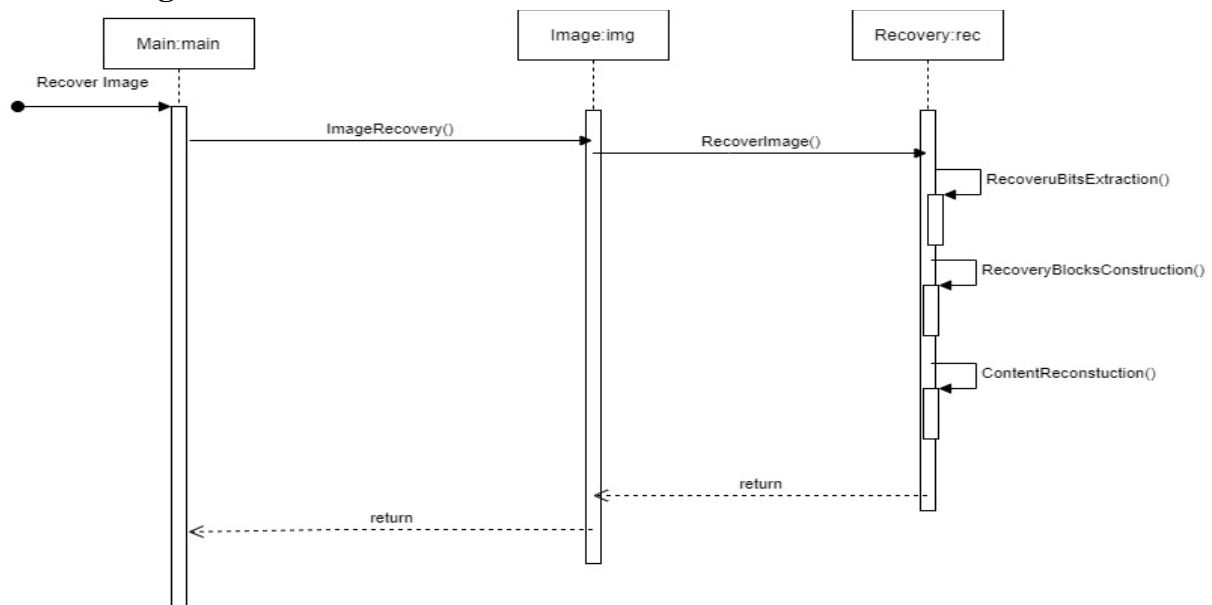 Main:main
Image:img
Recovery:rec
Recover Image
ImageRecovery()
RecoverImage()
RecoveruBitsExtraction()
RecoveryBlocksConstruction()
ContentReconstuction()
return
return